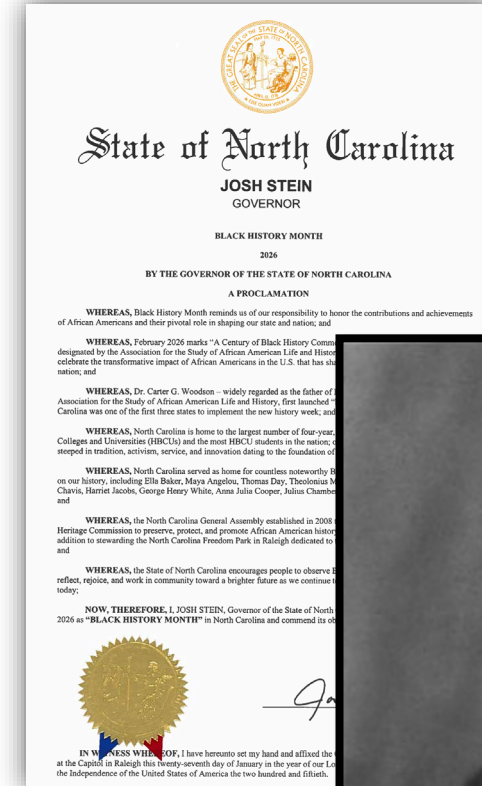 THE GREAT SEAL OF THE STATE OF NORTH CAROLINA
MAY 20, 1775
APRIL 12, 1776
ESSE QUAM VIDERI
State of North Carolina
JOSH STEIN
GOVERNOR
BLACK HISTORY MONTH
2026
BY THE GOVERNOR OF THE STATE OF NORTH CAROLINA
A PROCLAMATION
WHEREAS, Black History Month reminds us of our responsibility to honor the contributions and achievements
of African Americans and their pivotal role in shaping our state and nation; and
WHEREAS, February 2026 marks “A Century of Black History Comm
designated by the Association for the Study of African American Life and Histor
celebrate the transformative impact of African Americans in the U.S. that has sha
nation; and
WHEREAS, Dr. Carter G. Woodson – widely regarded as the father of
Association for the Study of African American Life and History, first launched “
Carolina was one of the first three states to implement the new history week; and
WHEREAS, North Carolina is home to the largest number of four-year,
Colleges and Universities (HBCUs) and the most HBCU students in the nation;
steeped in tradition, activism, service, and innovation dating to the foundation of
WHEREAS, North Carolina served as home for countless noteworthy B
on our history, including Ella Baker, Maya Angelou, Thomas Day, Theolonius M
Chavis, Harriet Jacobs, George Henry White, Anna Julia Cooper, Julius Chambe
and
WHEREAS, the North Carolina General Assembly established in 2008
Heritage Commission to preserve, protect, and promote African American history
addition to stewarding the North Carolina Freedom Park in Raleigh dedicated to
and
WHEREAS, the State of North Carolina encourages people to observe B
reflect, rejoice, and work in community toward a brighter future as we continue t
today;
NOW, THEREFORE, I, JOSH STEIN, Governor of the State of North
2026 as “BLACK HISTORY MONTH” in North Carolina and commend its ob
IN WITNESS WHEREOF, I have hereunto set my hand and affixed the
at the Capitol in Raleigh this twenty-seventh day of January in the year of our Lo
the Independence of the United States of America the two hundred and fiftieth.